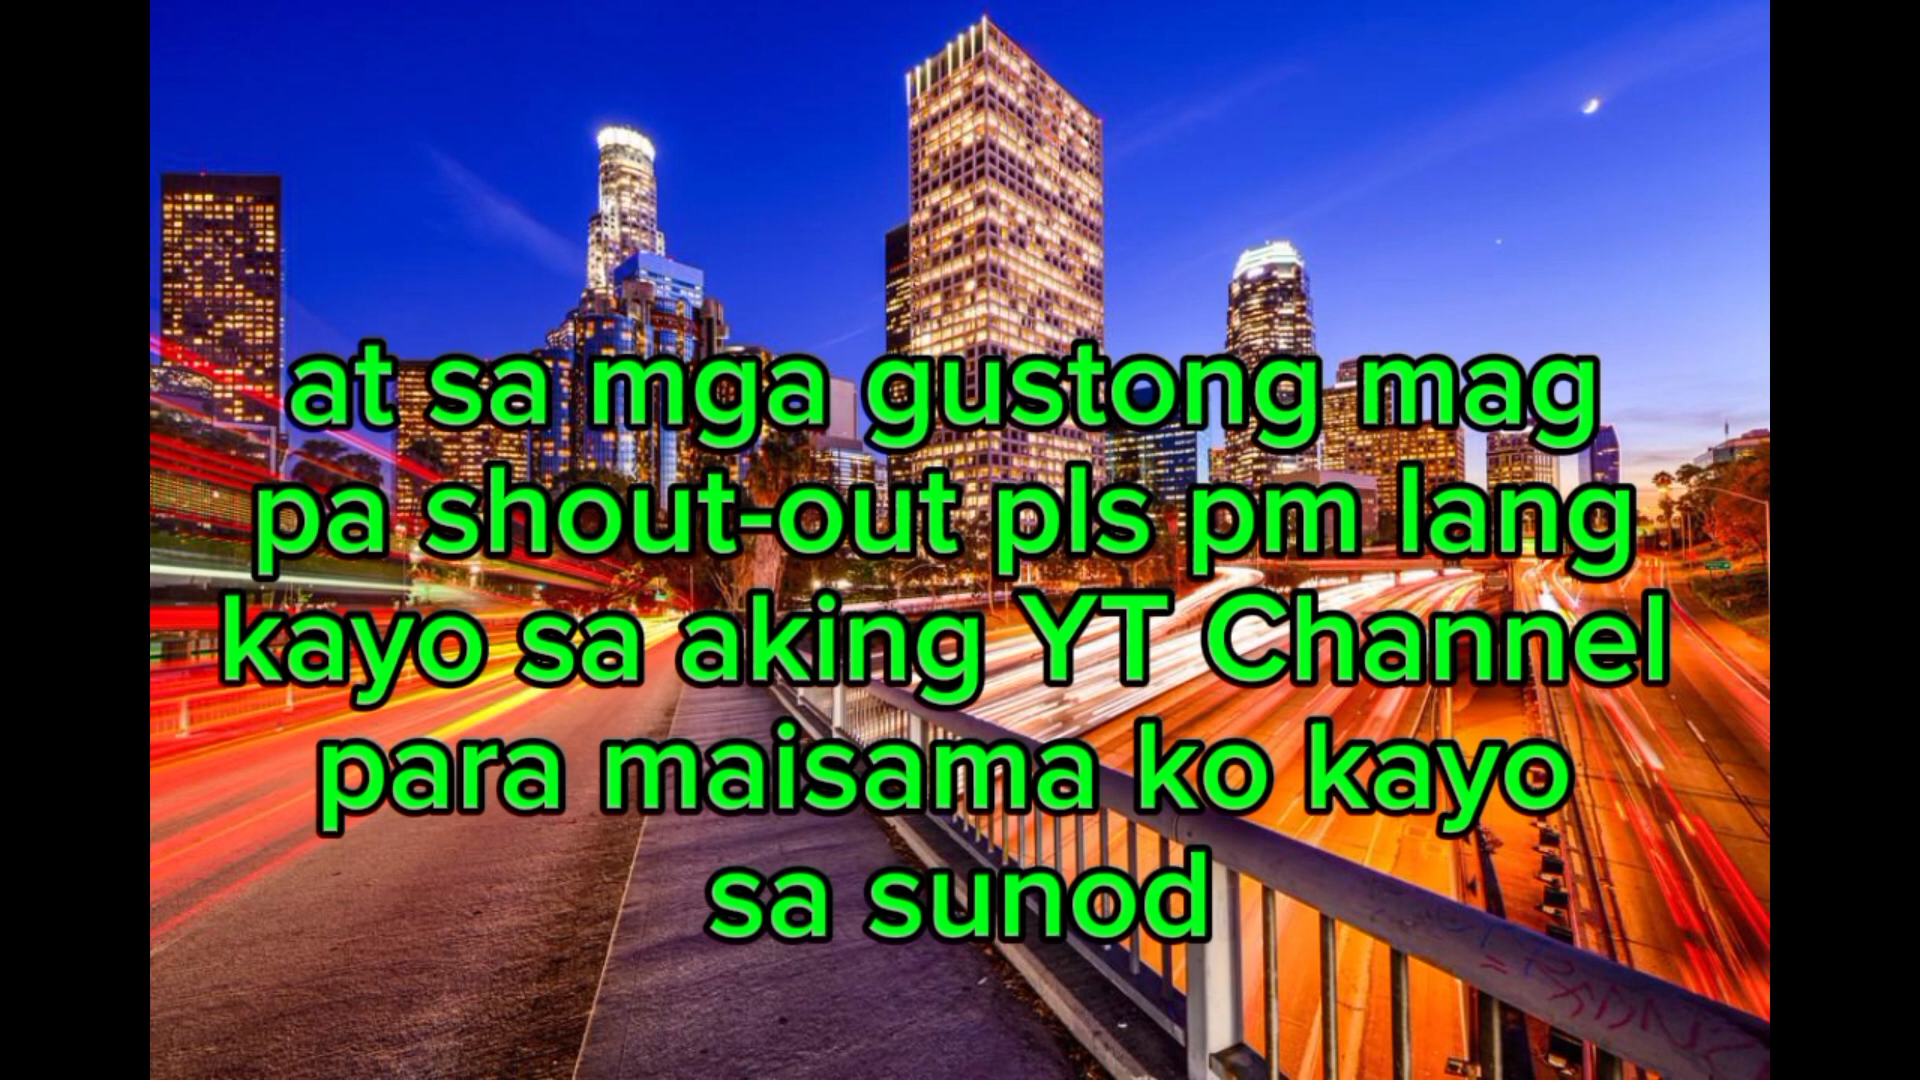 at sa mga gustong mag
pa shout-out pls pm lang
kayo sa aking YT Channel
para maisama ko kayo
sa sunod